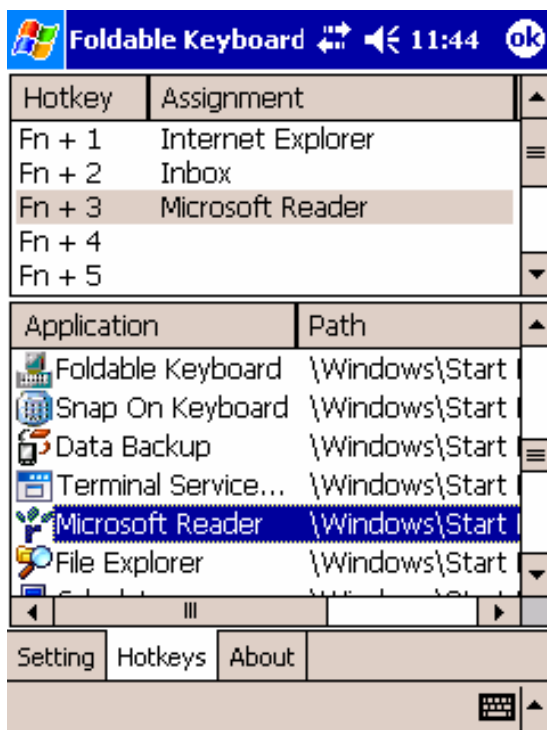 Foldable Keyboard 11:44 ok
Hotkey Assignment
Fn + 1 Internet Explorer
Fn + 2 Inbox
Fn + 3 Microsoft Reader
Fn + 4
Fn + 5
Application Path
Foldable Keyboard \Windows\Start
Snap On Keyboard \Windows\Start
Data Backup \Windows\Start
Terminal Service... \Windows\Start
Microsoft Reader \Windows\Start
File Explorer \Windows\Start
Setting Hotkeys About